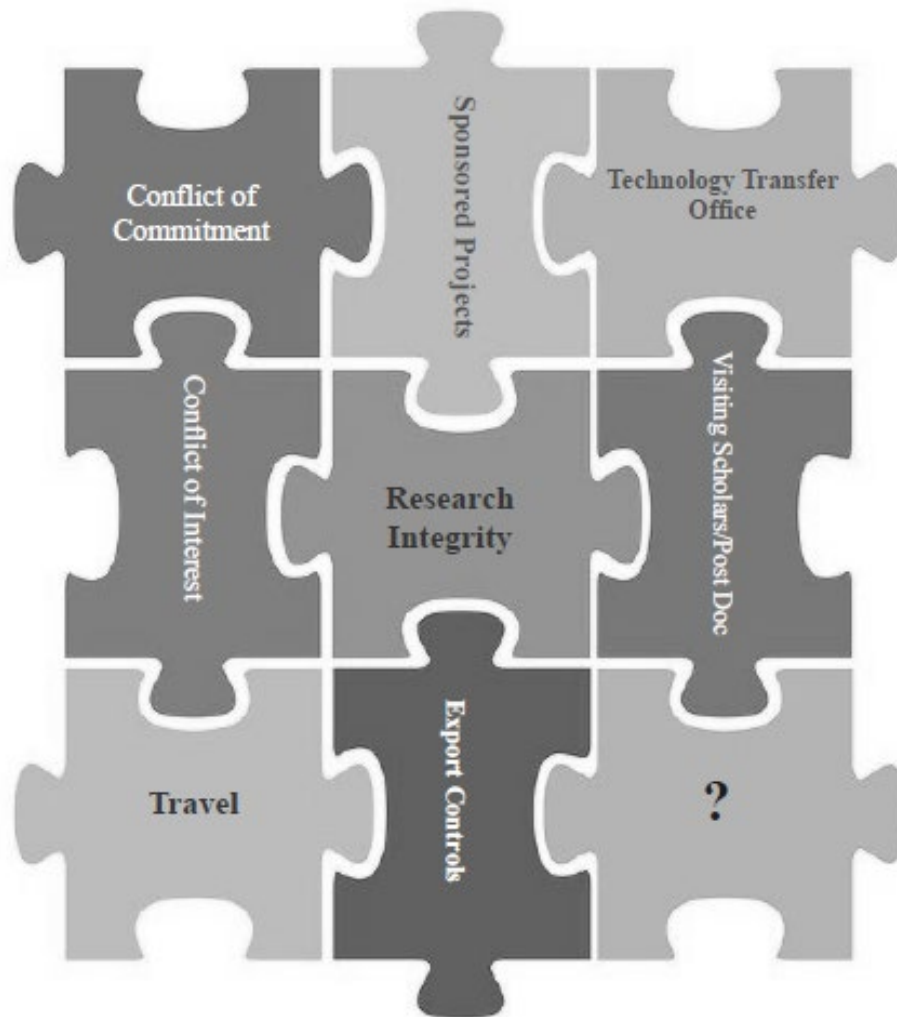 Conflict of
Commitment
Sponsored Projects
Technology Transfer
Office
Conflict of Interest
Research
Integrity
Visiting Scholars/Post Doc
Travel
Export Controls
?